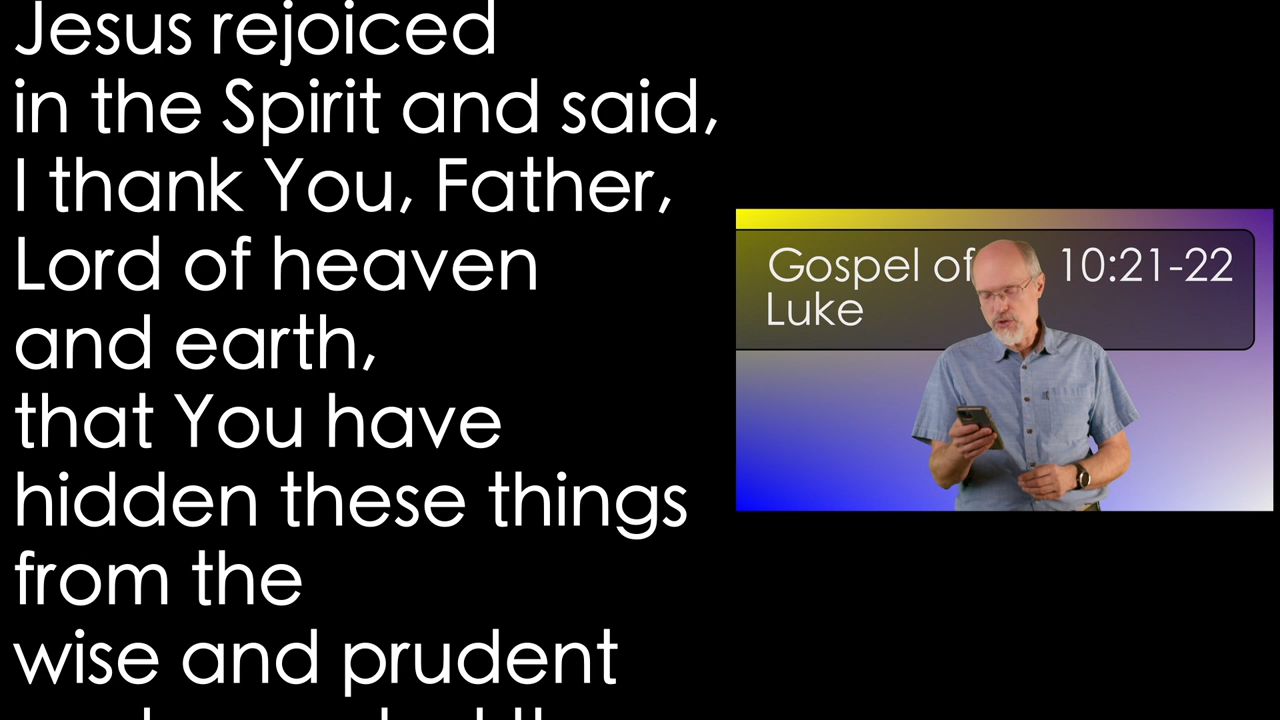 Jesus rejoiced
in the Spirit and said,
I thank You, Father,
Lord of heaven
and earth,
that You have
hidden these things
from the
wise and prudent
Gospel of
Luke
10:21-22